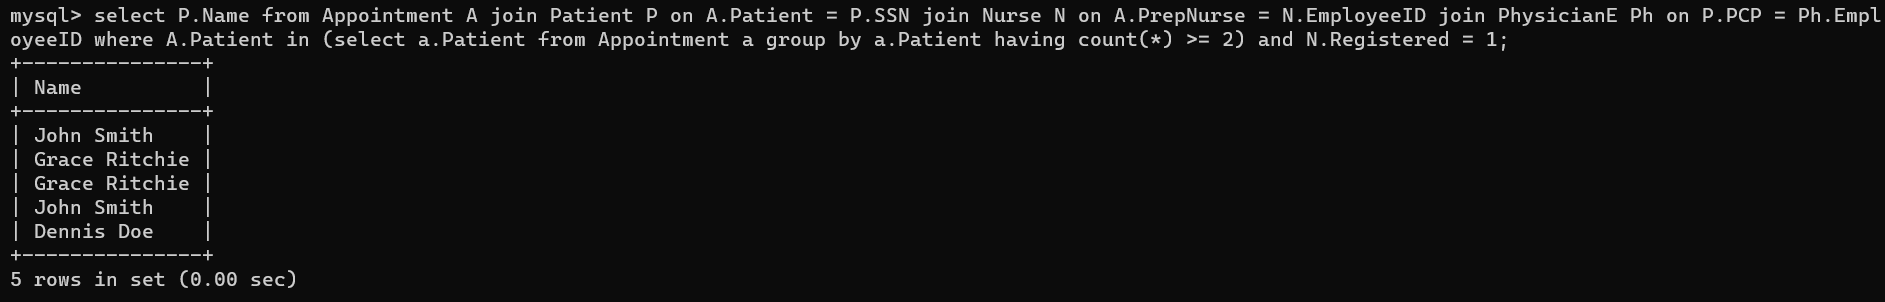 mysql> select P.Name from Appointment A join Patient P on A.Patient = P.SSN join Nurse N on A.PrepNurse = N.EmployeeID join PhysicianE Ph on P.PCP = Ph.Empl
oyeeID where A.Patient in (select a.Patient from Appointment a group by a.Patient having count(*) >= 2) and N.Registered = 1;
+---------------+
| Name          |
+---------------+
| John Smith    |
| Grace Ritchie |
| Grace Ritchie |
| John Smith    |
| Dennis Doe    |
+---------------+
5 rows in set (0.00 sec)